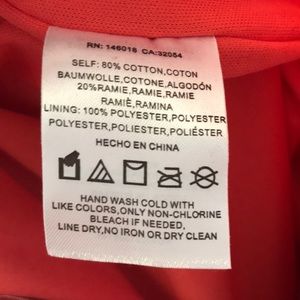 RN: 146018 CA:32054
SELF: 80% COTTON,COTON
BAUMWOLLE,COTONE,ALGODÓN
20%RAMIE,RAMIE,RAMIE
RAMIÈ,RAMINA
LINING: 100% POLYESTER,POLYESTER
POLYESTER,POLIESTER,POLIÉSTER
HECHO EN CHINA
HAND WASH COLD WITH
LIKE COLORS,ONLY NON-CHLORINE
BLEACH IF NEEDED,
LINE DRY,NO IRON OR DRY CLEAN